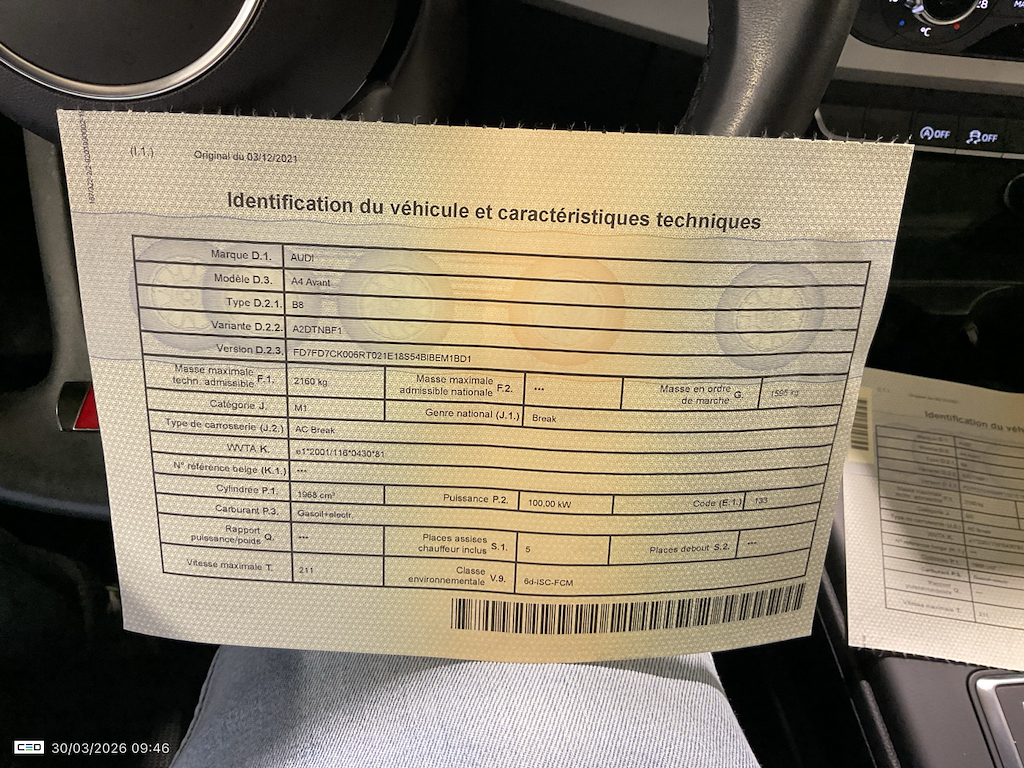 °C
OFF
OFF
(I.1.) Original du 03/12/2021
Identification du véhicule et caractéristiques techniques
Marque D.1. AUDI
Modèle D.3. A4 Avant
Type D.2.1. B8
Variante D.2.2. A2DTNBF1
Version D.2.3. FD7FD7CK006RT021E18S54BIBEM1BD1
Masse maximale techn. admissible F.1. 2160 kg Masse maximale admissible nationale F.2. *** Masse en ordre de marche G. 1595 kg
Catégorie J. M1 Genre national (J.1.) Break
Type de carrosserie (J.2.) AC Break
WVTA K. e1*2001/116*0430*81
N° référence belge (K.1.) ***
Cylindrée P.1. 1968 cm³ Puissance P.2. 100,00 kW Code (E.1.) 133
Carburant P.3. Gasoil+electr.
Rapport puissance/poids Q. *** Places assises chauffeur inclus S.1. 5 Places debout S.2. ***
Vitesse maximale T. 211 Classe environnementale V.9. 6d-ISC-FCM
Identification du véh
CEO 30/03/2026 09:46